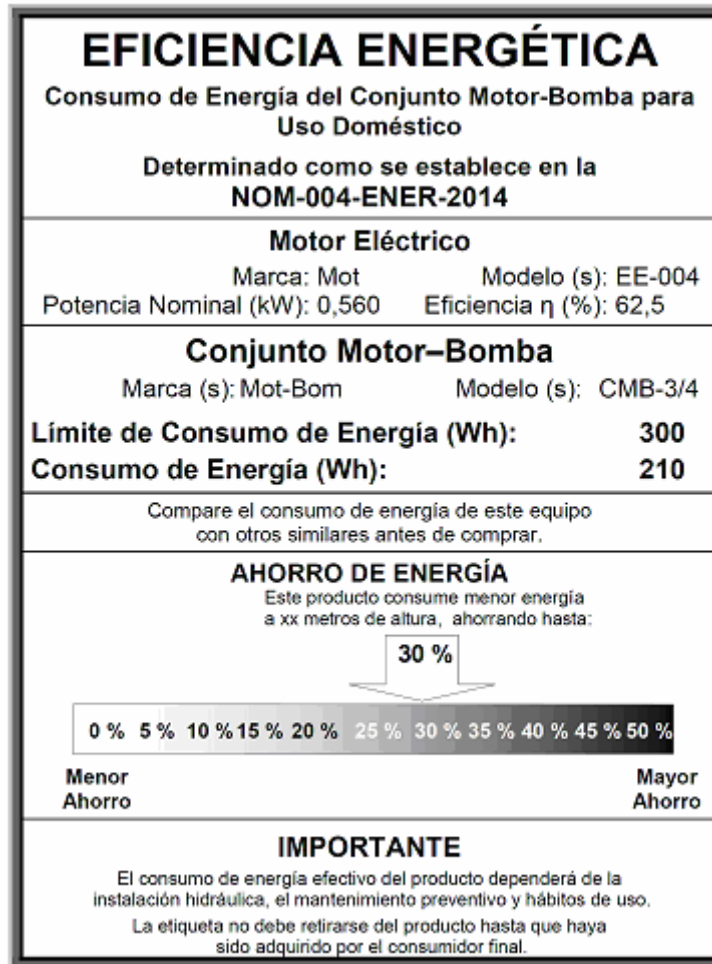 EFICIENCIA ENERGÉTICA
Consumo de Energía del Conjunto Motor-Bomba para
Uso Doméstico
Determinado como se establece en la
NOM-004-ENER-2014
Motor Eléctrico
Marca: Mot Modelo (s): EE-004
Potencia Nominal (kW): 0,560 Eficiencia η (%): 62,5
Conjunto Motor–Bomba
Marca (s): Mot-Bom Modelo (s): CMB-3/4
Límite de Consumo de Energía (Wh): 300
Consumo de Energía (Wh): 210
Compare el consumo de energía de este equipo
con otros similares antes de comprar.
AHORRO DE ENERGÍA
Este producto consume menor energía
a xx metros de altura, ahorrando hasta:
30 %
0 % 5 % 10 % 15 % 20 % 25 % 30 % 35 % 40 % 45 % 50 %
Menor Mayor
Ahorro Ahorro
IMPORTANTE
El consumo de energía efectivo del producto dependerá de la
instalación hidráulica, el mantenimiento preventivo y hábitos de uso.
La etiqueta no debe retirarse del producto hasta que haya
sido adquirido por el consumidor final.